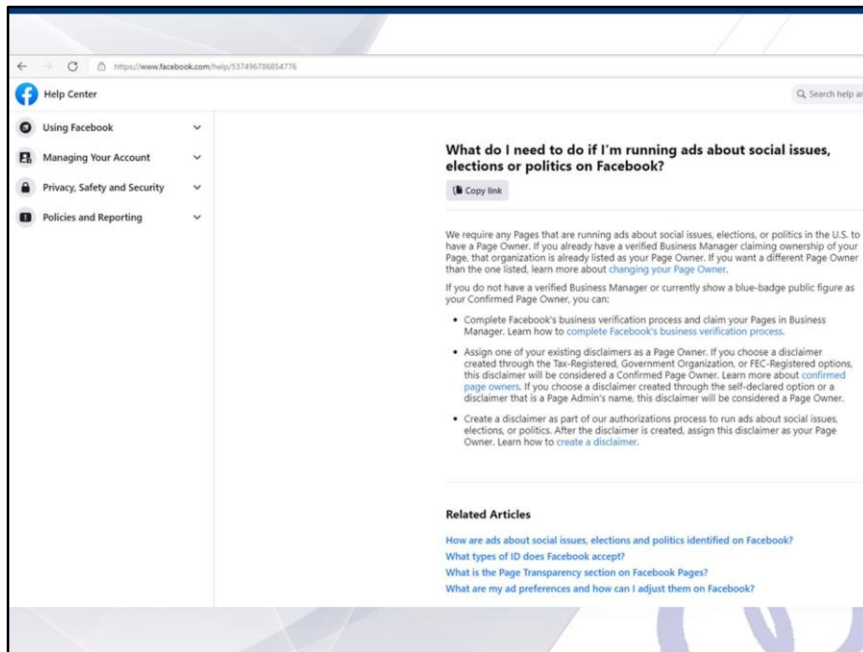 https://www.facebook.com/help/537496786854776
Help Center
Search help
Using Facebook
Managing Your Account
Privacy, Safety and Security
Policies and Reporting
What do I need to do if I'm running ads about social issues,
elections or politics on Facebook?
Copy link
We require any Pages that are running ads about social issues, elections, or politics in the U.S. to
have a Page Owner. If you already have a verified Business Manager claiming ownership of your
Page, that organization is already listed as your Page Owner. If you want a different Page Owner
than the one listed, learn more about changing your Page Owner.
If you do not have a verified Business Manager or currently show a blue-badge public figure as
your Confirmed Page Owner, you can:
• Complete Facebook's business verification process and claim your Pages in Business
Manager. Learn how to complete Facebook's business verification process.
• Assign one of your existing disclaimers as a Page Owner. If you choose a disclaimer
created through the Tax-Registered, Government Organization, or FEC-Registered options,
this disclaimer will be considered a Confirmed Page Owner. Learn more about confirmed
page owners. If you choose a disclaimer created through the self-declared option or a
disclaimer that is a Page Admin's name, this disclaimer will be considered a Page Owner.
• Create a disclaimer as part of our authorizations process to run ads about social issues,
elections, or politics. After the disclaimer is created, assign this disclaimer as your Page
Owner. Learn how to create a disclaimer.
Related Articles
How are ads about social issues, elections and politics identified on Facebook?
What types of ID does Facebook accept?
What is the Page Transparency section on Facebook Pages?
What are my ad preferences and how can I adjust them on Facebook?